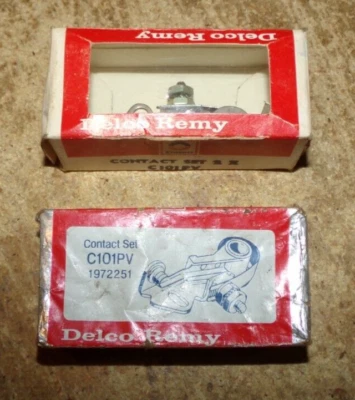 Delco Remy
Delco Remy
CONTACT SET
C101PV
Contact Set
C101PV
1972251
Delco Remy